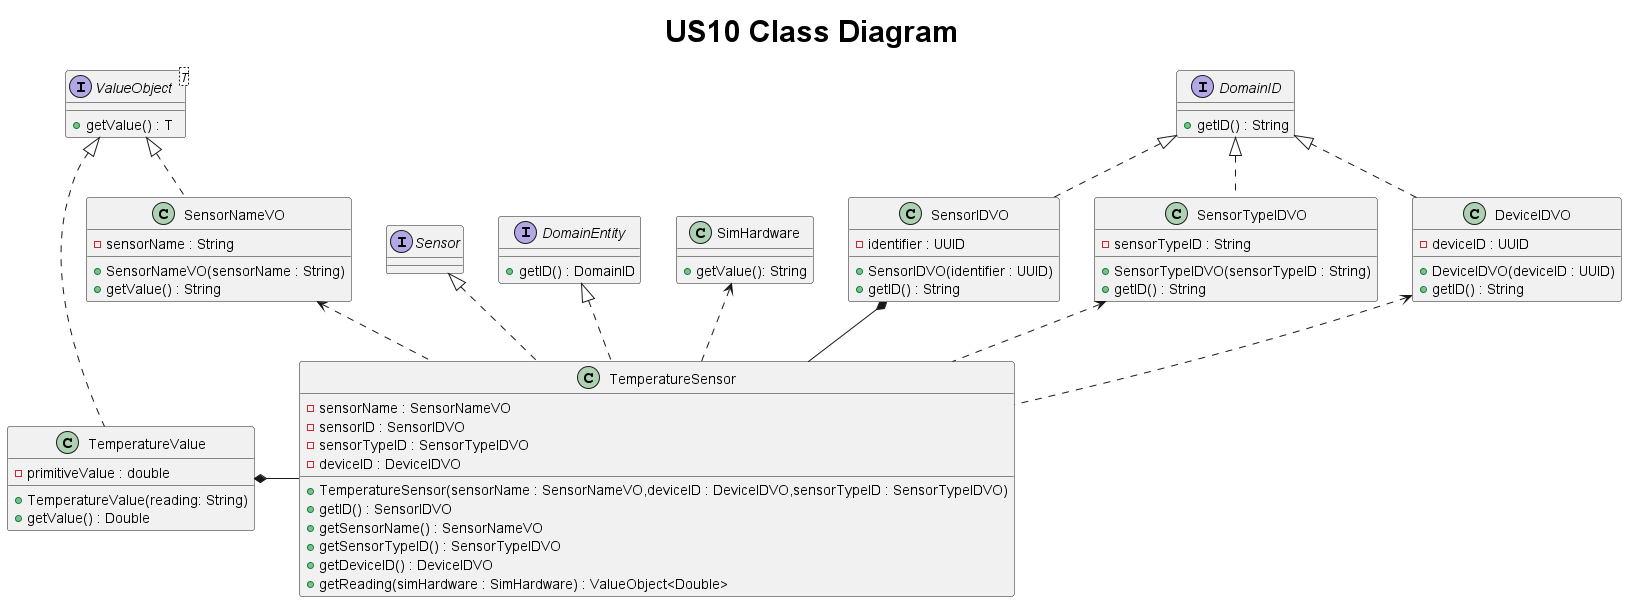 US10 Class Diagram
I ValueObject T
getValue() : T
I DomainID
getID() : String
C SensorNameVO
sensorName : String
SensorNameVO(sensorName : String)
getValue() : String
I Sensor
I DomainEntity
getID() : DomainID
C SimHardware
getValue(): String
C SensorIDVO
identifier : UUID
SensorIDVO(identifier : UUID)
getID() : String
C SensorTypeIDVO
sensorTypeID : String
SensorTypeIDVO(sensorTypeID : String)
getID() : String
C DeviceIDVO
deviceID : UUID
DeviceIDVO(deviceID : UUID)
getID() : String
C TemperatureValue
primitiveValue : double
TemperatureValue(reading: String)
getValue() : Double
C TemperatureSensor
sensorName : SensorNameVO
sensorID : SensorIDVO
sensorTypeID : SensorTypeIDVO
deviceID : DeviceIDVO
TemperatureSensor(sensorName : SensorNameVO,deviceID : DeviceIDVO,sensorTypeID : SensorTypeIDVO)
getID() : SensorIDVO
getSensorName() : SensorNameVO
getSensorTypeID() : SensorTypeIDVO
getDeviceID() : DeviceIDVO
getReading(simHardware : SimHardware) : ValueObject<Double>